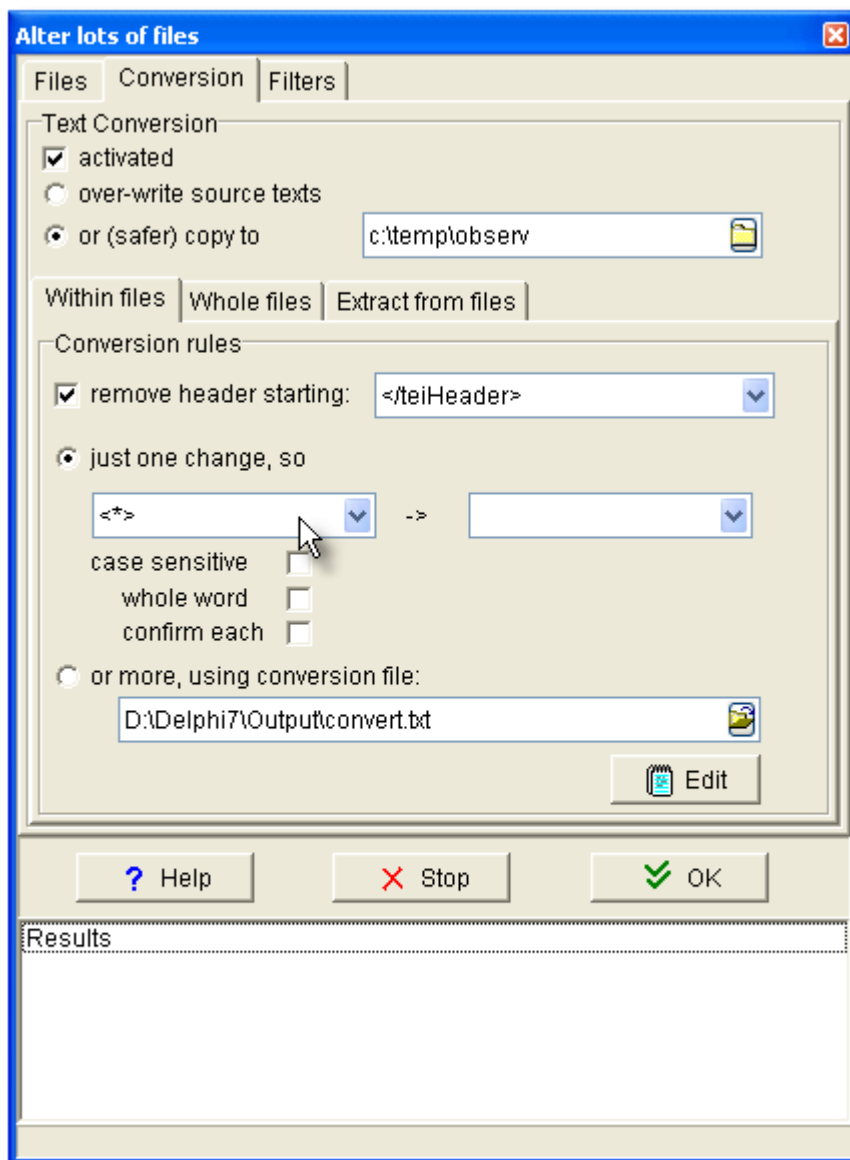 Alter lots of files
Files Conversion Filters
Text Conversion
activated
over-write source texts
or (safer) copy to c:\temp\observ
Within files Whole files Extract from files
Conversion rules
remove header starting: </teiHeader>
just one change, so
<*> ->
case sensitive
whole word
confirm each
or more, using conversion file:
D:\Delphi7\Output\convert.txt
Edit
? Help Stop OK
Results